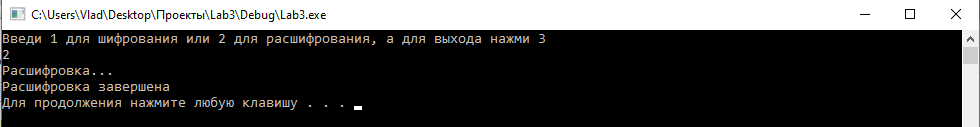 C:\Users\Vlad\Desktop\Проекты\Lab3\Debug\Lab3.exe
Введи 1 для шифрования или 2 для расшифрования, а для выхода нажми 3
2
Расшифровка...
Расшифровка завершена
Для продолжения нажмите любую клавишу . . .